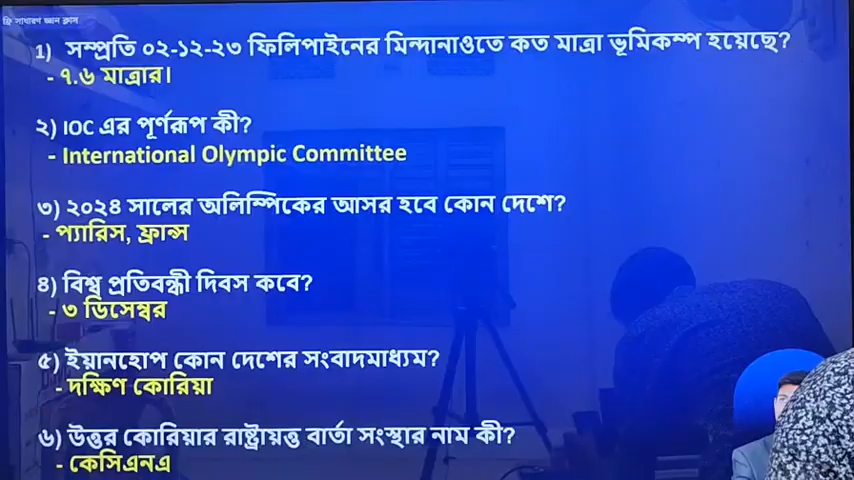 ফ্রি সাধারণ জ্ঞান ক্লাস
1) সম্প্রতি ০২-১২-২৩ ফিলিপাইনের মিন্দানাওতে কত মাত্রা ভূমিকম্প হয়েছে?
- ৭.৬ মাত্রার।
২) IOC এর পূর্ণরূপ কী?
- International Olympic Committee
৩) ২০২৪ সালের অলিম্পিকের আসর হবে কোন দেশে?
- প্যারিস, ফ্রান্স
৪) বিশ্ব প্রতিবন্ধী দিবস কবে?
- ৩ ডিসেম্বর
৫) ইয়ানহোপ কোন দেশের সংবাদমাধ্যম?
- দক্ষিণ কোরিয়া
৬) উত্তর কোরিয়ার রাষ্ট্রায়ত্ত বার্তা সংস্থার নাম কী?
- কেসিএনএ